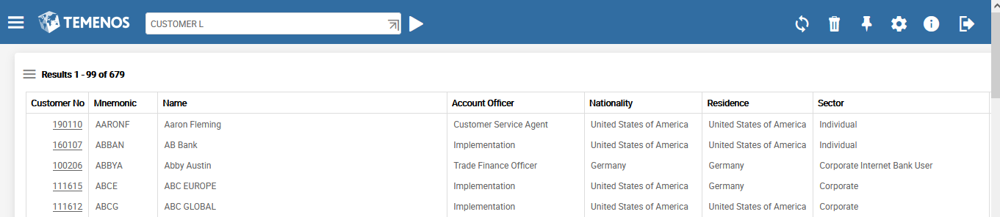 TEMENOS CUSTOMER L
Results 1 - 99 of 679
Customer No Mnemonic Name Account Officer Nationality Residence Sector
190110 AARONF Aaron Fleming Customer Service Agent United States of America United States of America Individual
160107 ABBAN AB Bank Implementation United States of America United States of America Individual
100206 ABBYA Abby Austin Trade Finance Officer Germany Germany Corporate Internet Bank User
111615 ABCE ABC EUROPE Implementation United States of America Germany Corporate
111612 ABCG ABC GLOBAL Implementation United States of America United States of America Corporate